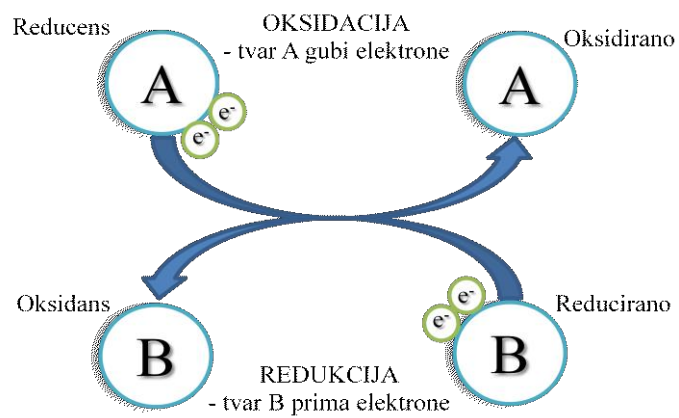 Reducens
OKSIDACIJA
- tvar A gubi elektrone
Oksidirano
A
e-
e-
A
Oksidans
B
REDUKCIJA
- tvar B prima elektrone
e-
e-
B
Reducirano